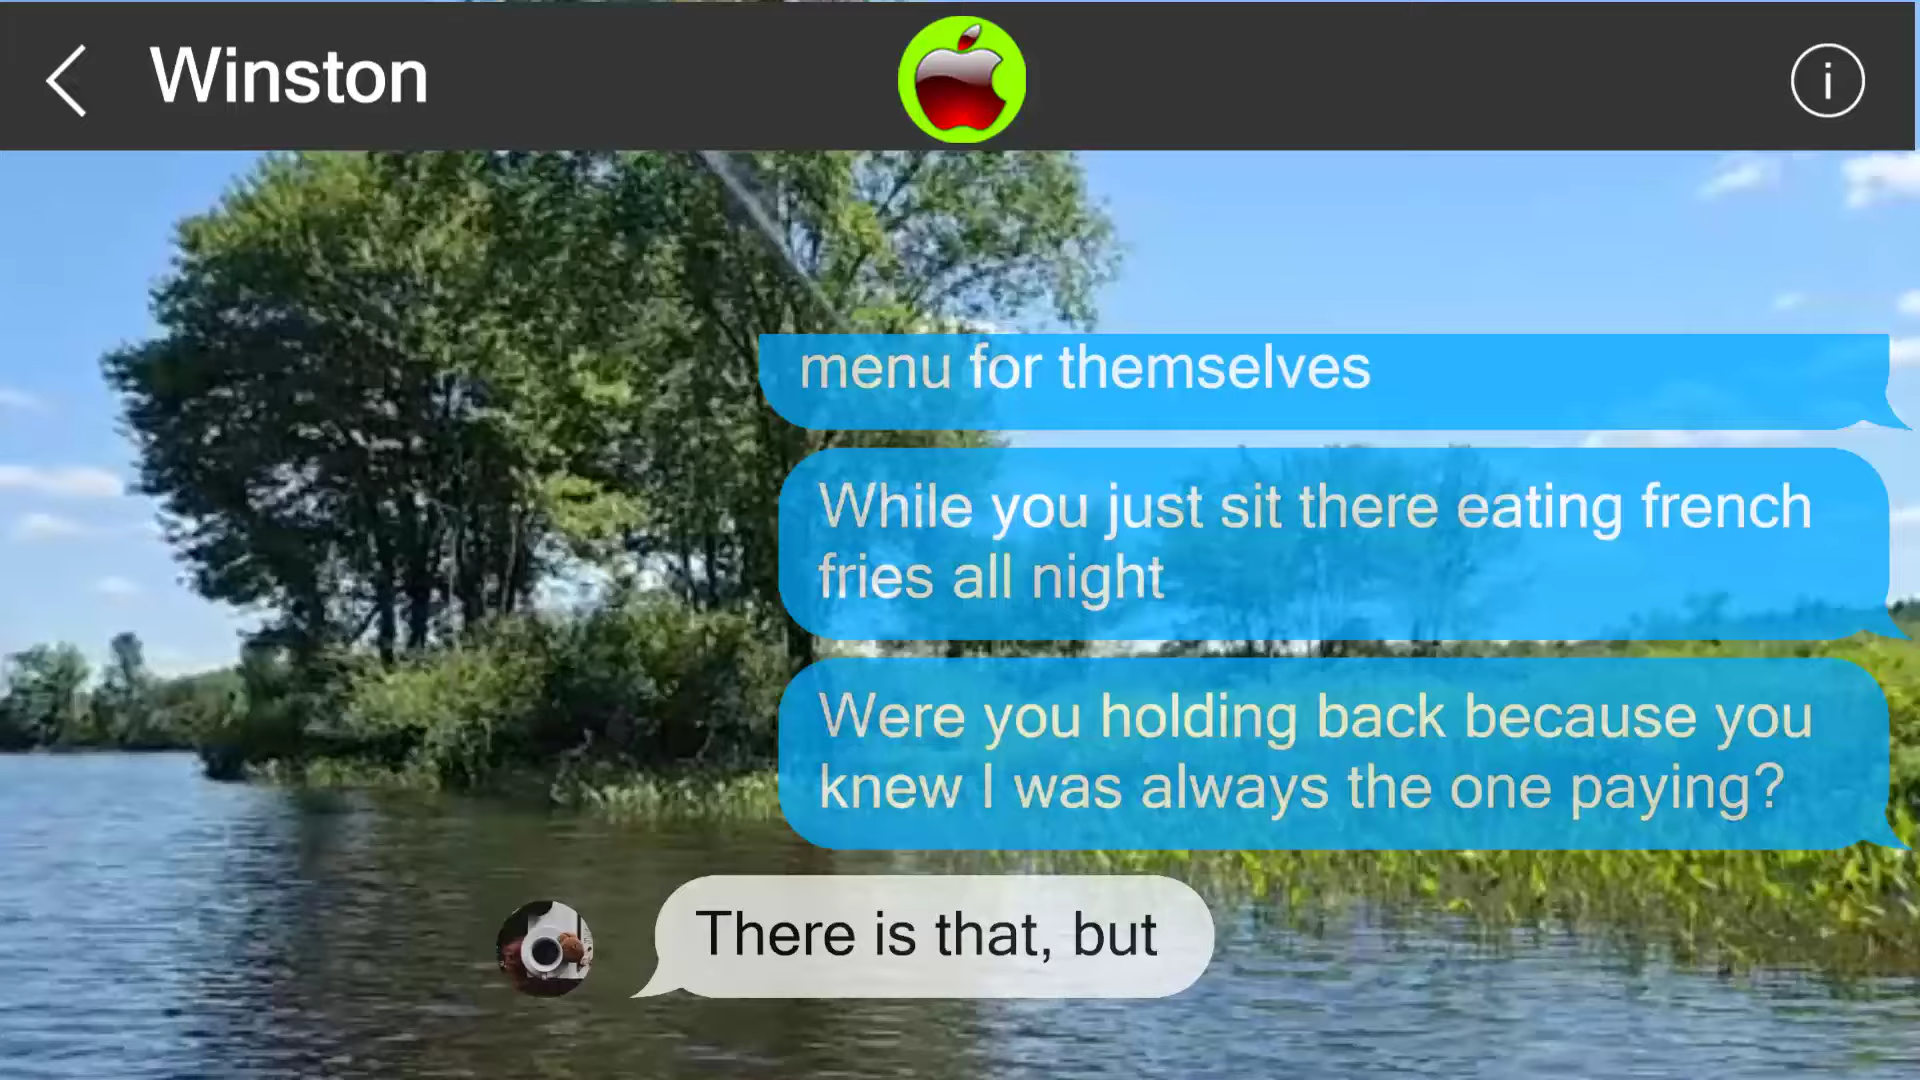 Winston
menu for themselves
While you just sit there eating french
fries all night
Were you holding back because you
knew I was always the one paying?
There is that, but